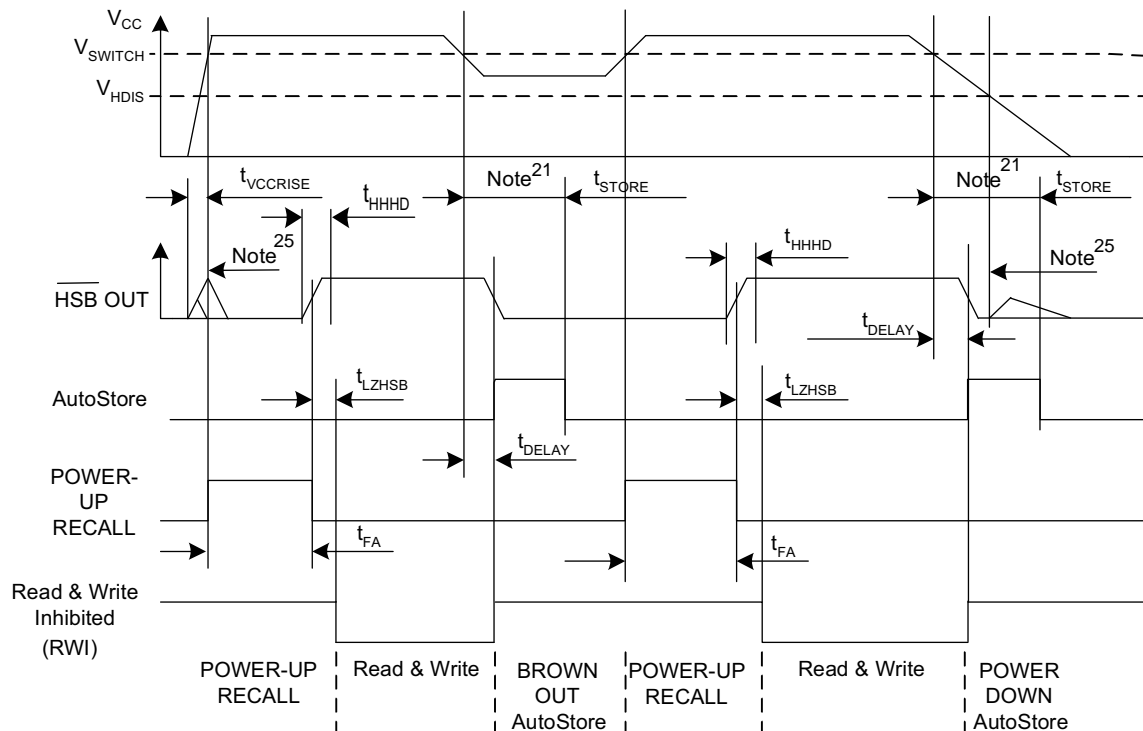 VCC
VSWITCH
VHDIS
tVCCRISE
Note21
tSTORE
Note21
tSTORE
tHHHD
Note25
tHHHD
Note25
HSB OUT
tDELAY
tLZHSB
tLZHSB
AutoStore
tDELAY
POWER-
UP
RECALL
tFA
tFA
Read & Write
Inhibited
(RWI)
POWER-UP
RECALL
Read & Write
BROWN
OUT
AutoStore
POWER-UP
RECALL
Read & Write
POWER
DOWN
AutoStore